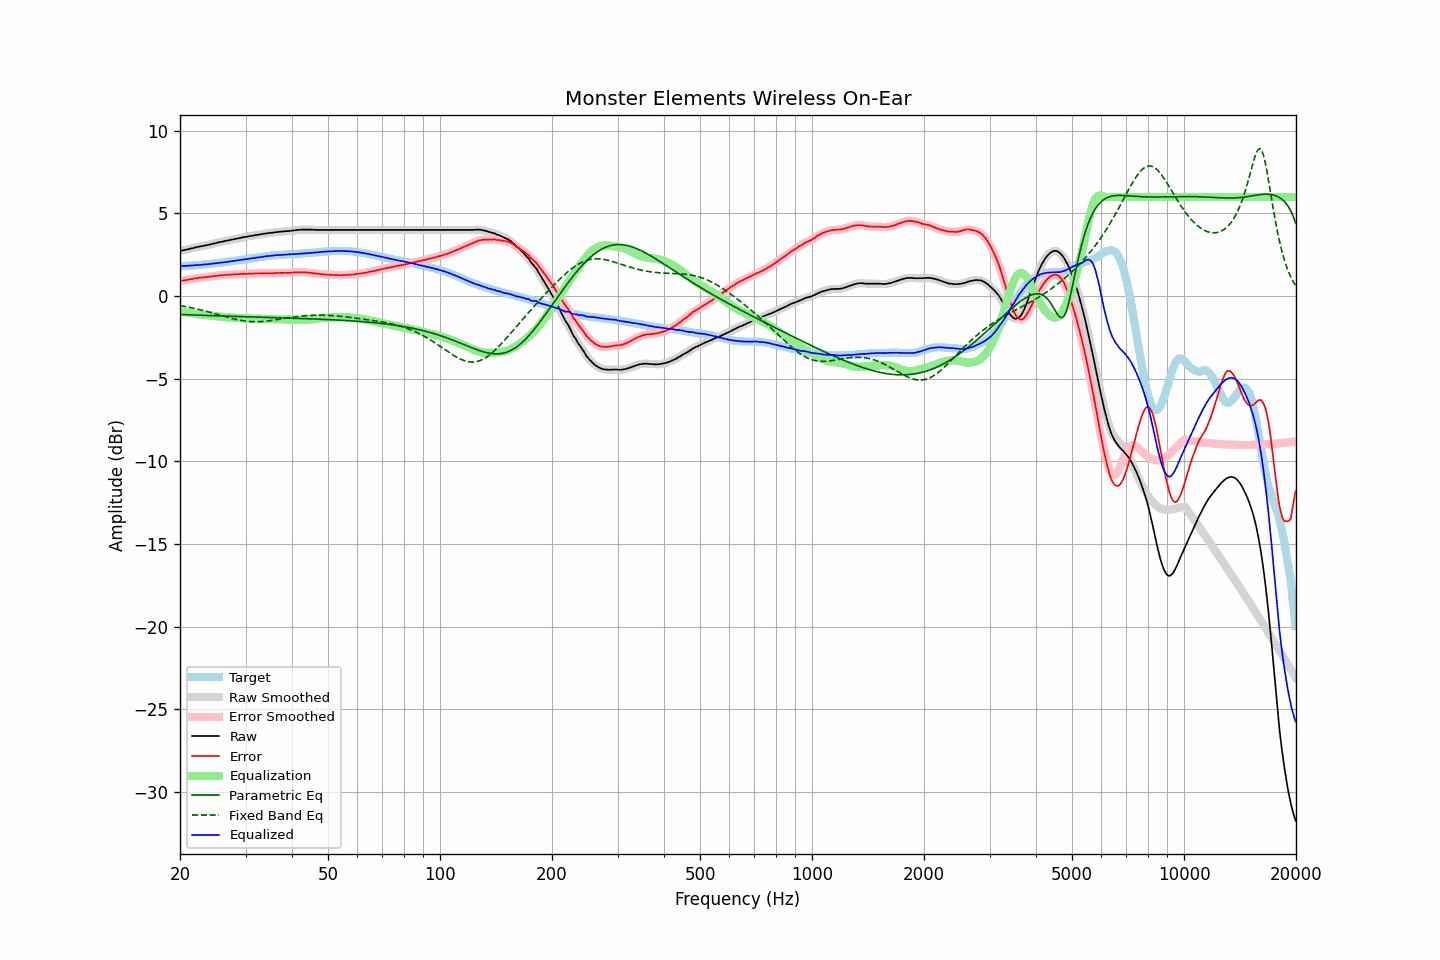 Monster Elements Wireless On-Ear
10
5
0
−5
−10
−15
−20
−25
−30
Amplitude (dBr)
Target
Raw Smoothed
Error Smoothed
Raw
Error
Equalization
Parametric Eq
Fixed Band Eq
Equalized
20 50 100 200 500 1000 2000 5000 10000 20000
Frequency (Hz)